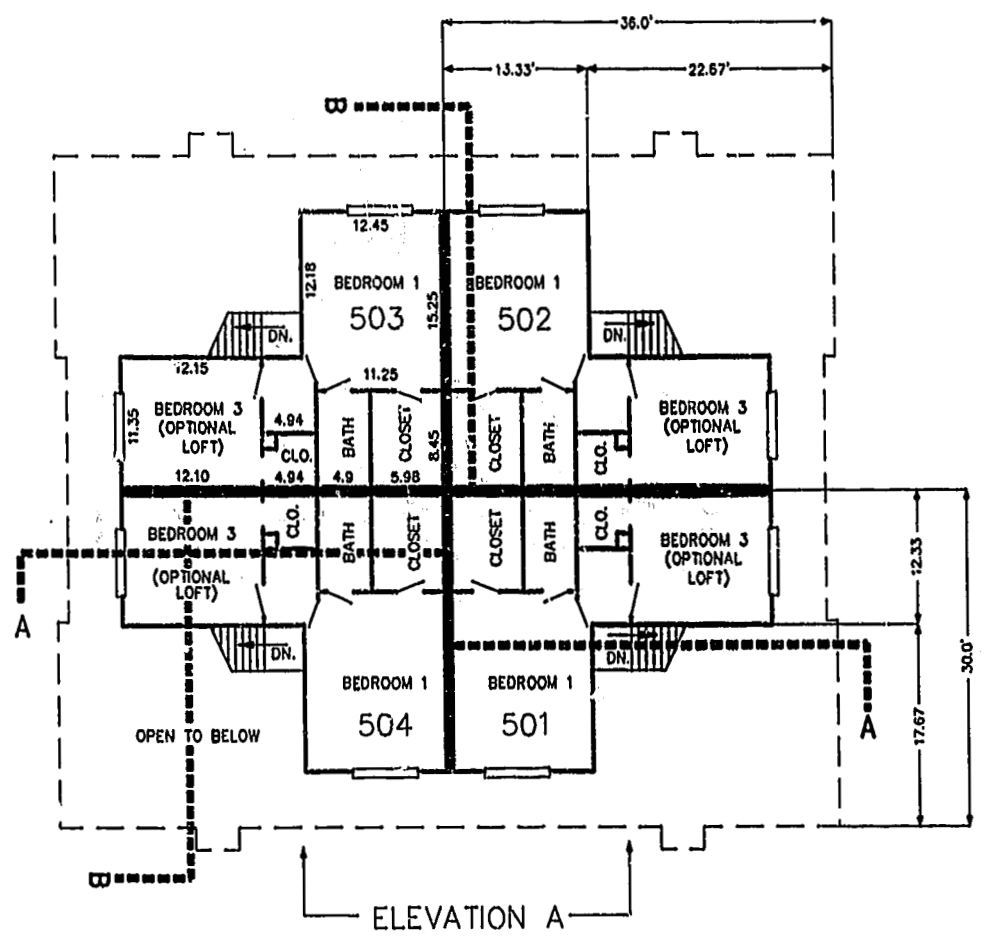 36.0'
13.33'
22.67'
B
12.45
12.18
BEDROOM 1
503
15.25
BEDROOM 1
502
DN.
DN.
12.15
11.25
11.35
BEDROOM 3
(OPTIONAL
LOFT)
4.94
CLO.
BATH
CLOSET
8.45
CLOSET
BATH
CLO.
BEDROOM 3
(OPTIONAL
LOFT)
12.10
4.94
4.9
5.98
BEDROOM 3
(OPTIONAL
LOFT)
CLO.
BATH
CLOSET
CLOSET
BATH
CLO.
BEDROOM 3
(OPTIONAL
LOFT)
12.33
A
DN.
DN.
30.0'
BEDROOM 1
504
BEDROOM 1
501
A
17.67
OPEN TO BELOW
B
ELEVATION A